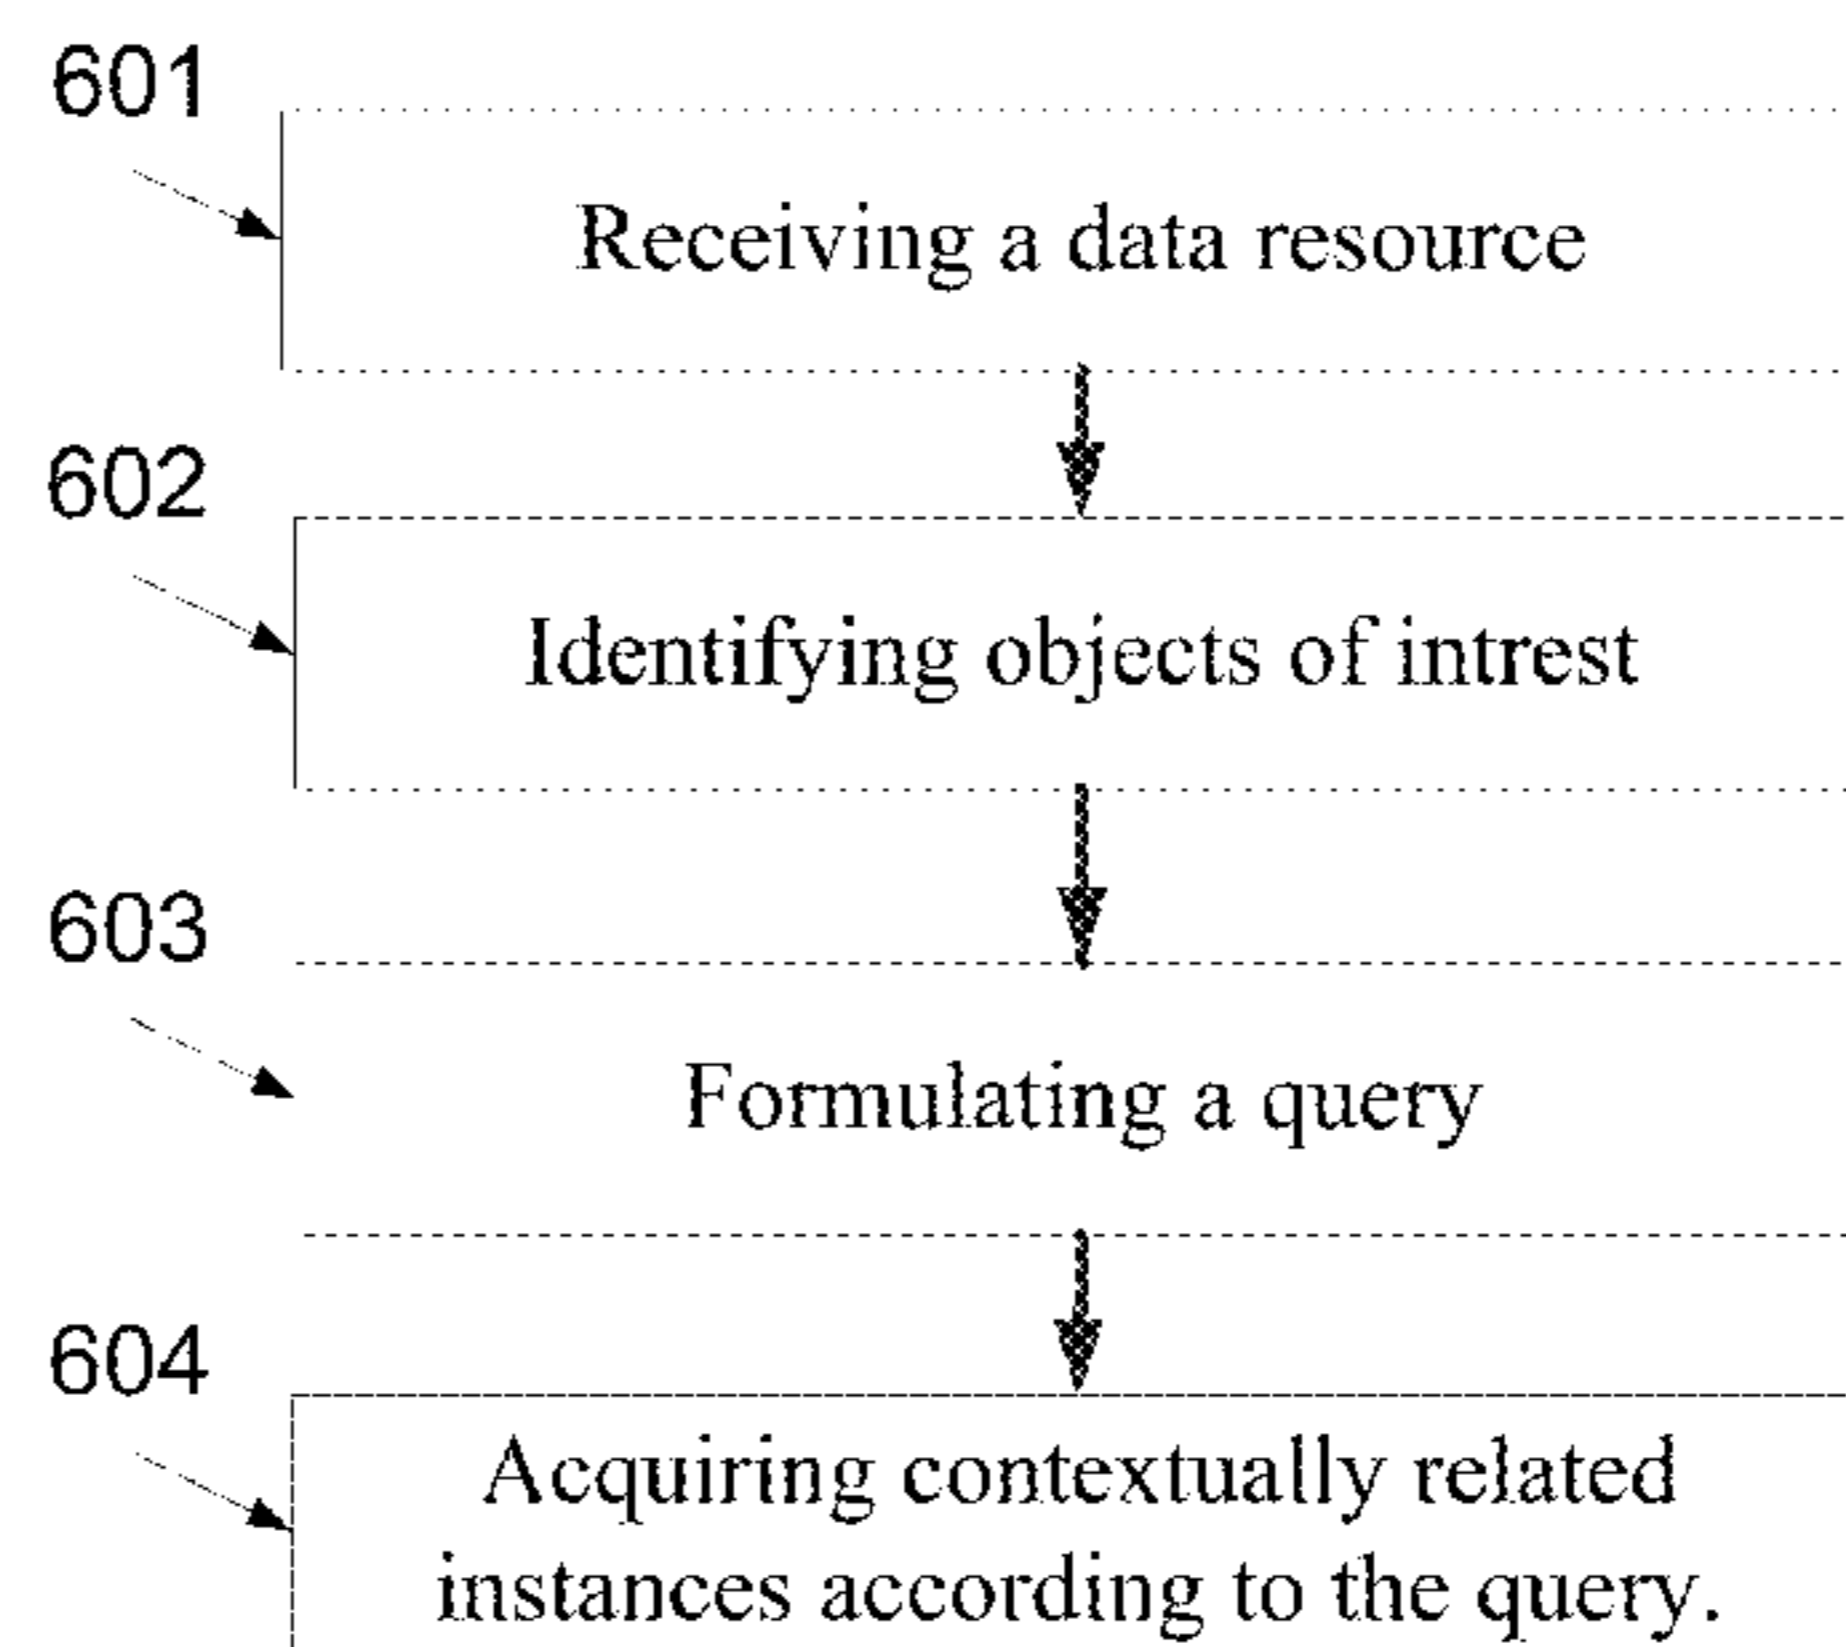 601
Receiving a data resource
602
Identifying objects of intrest
603
Formulating a query
604
Acquiring contextually related
instances according to the query.